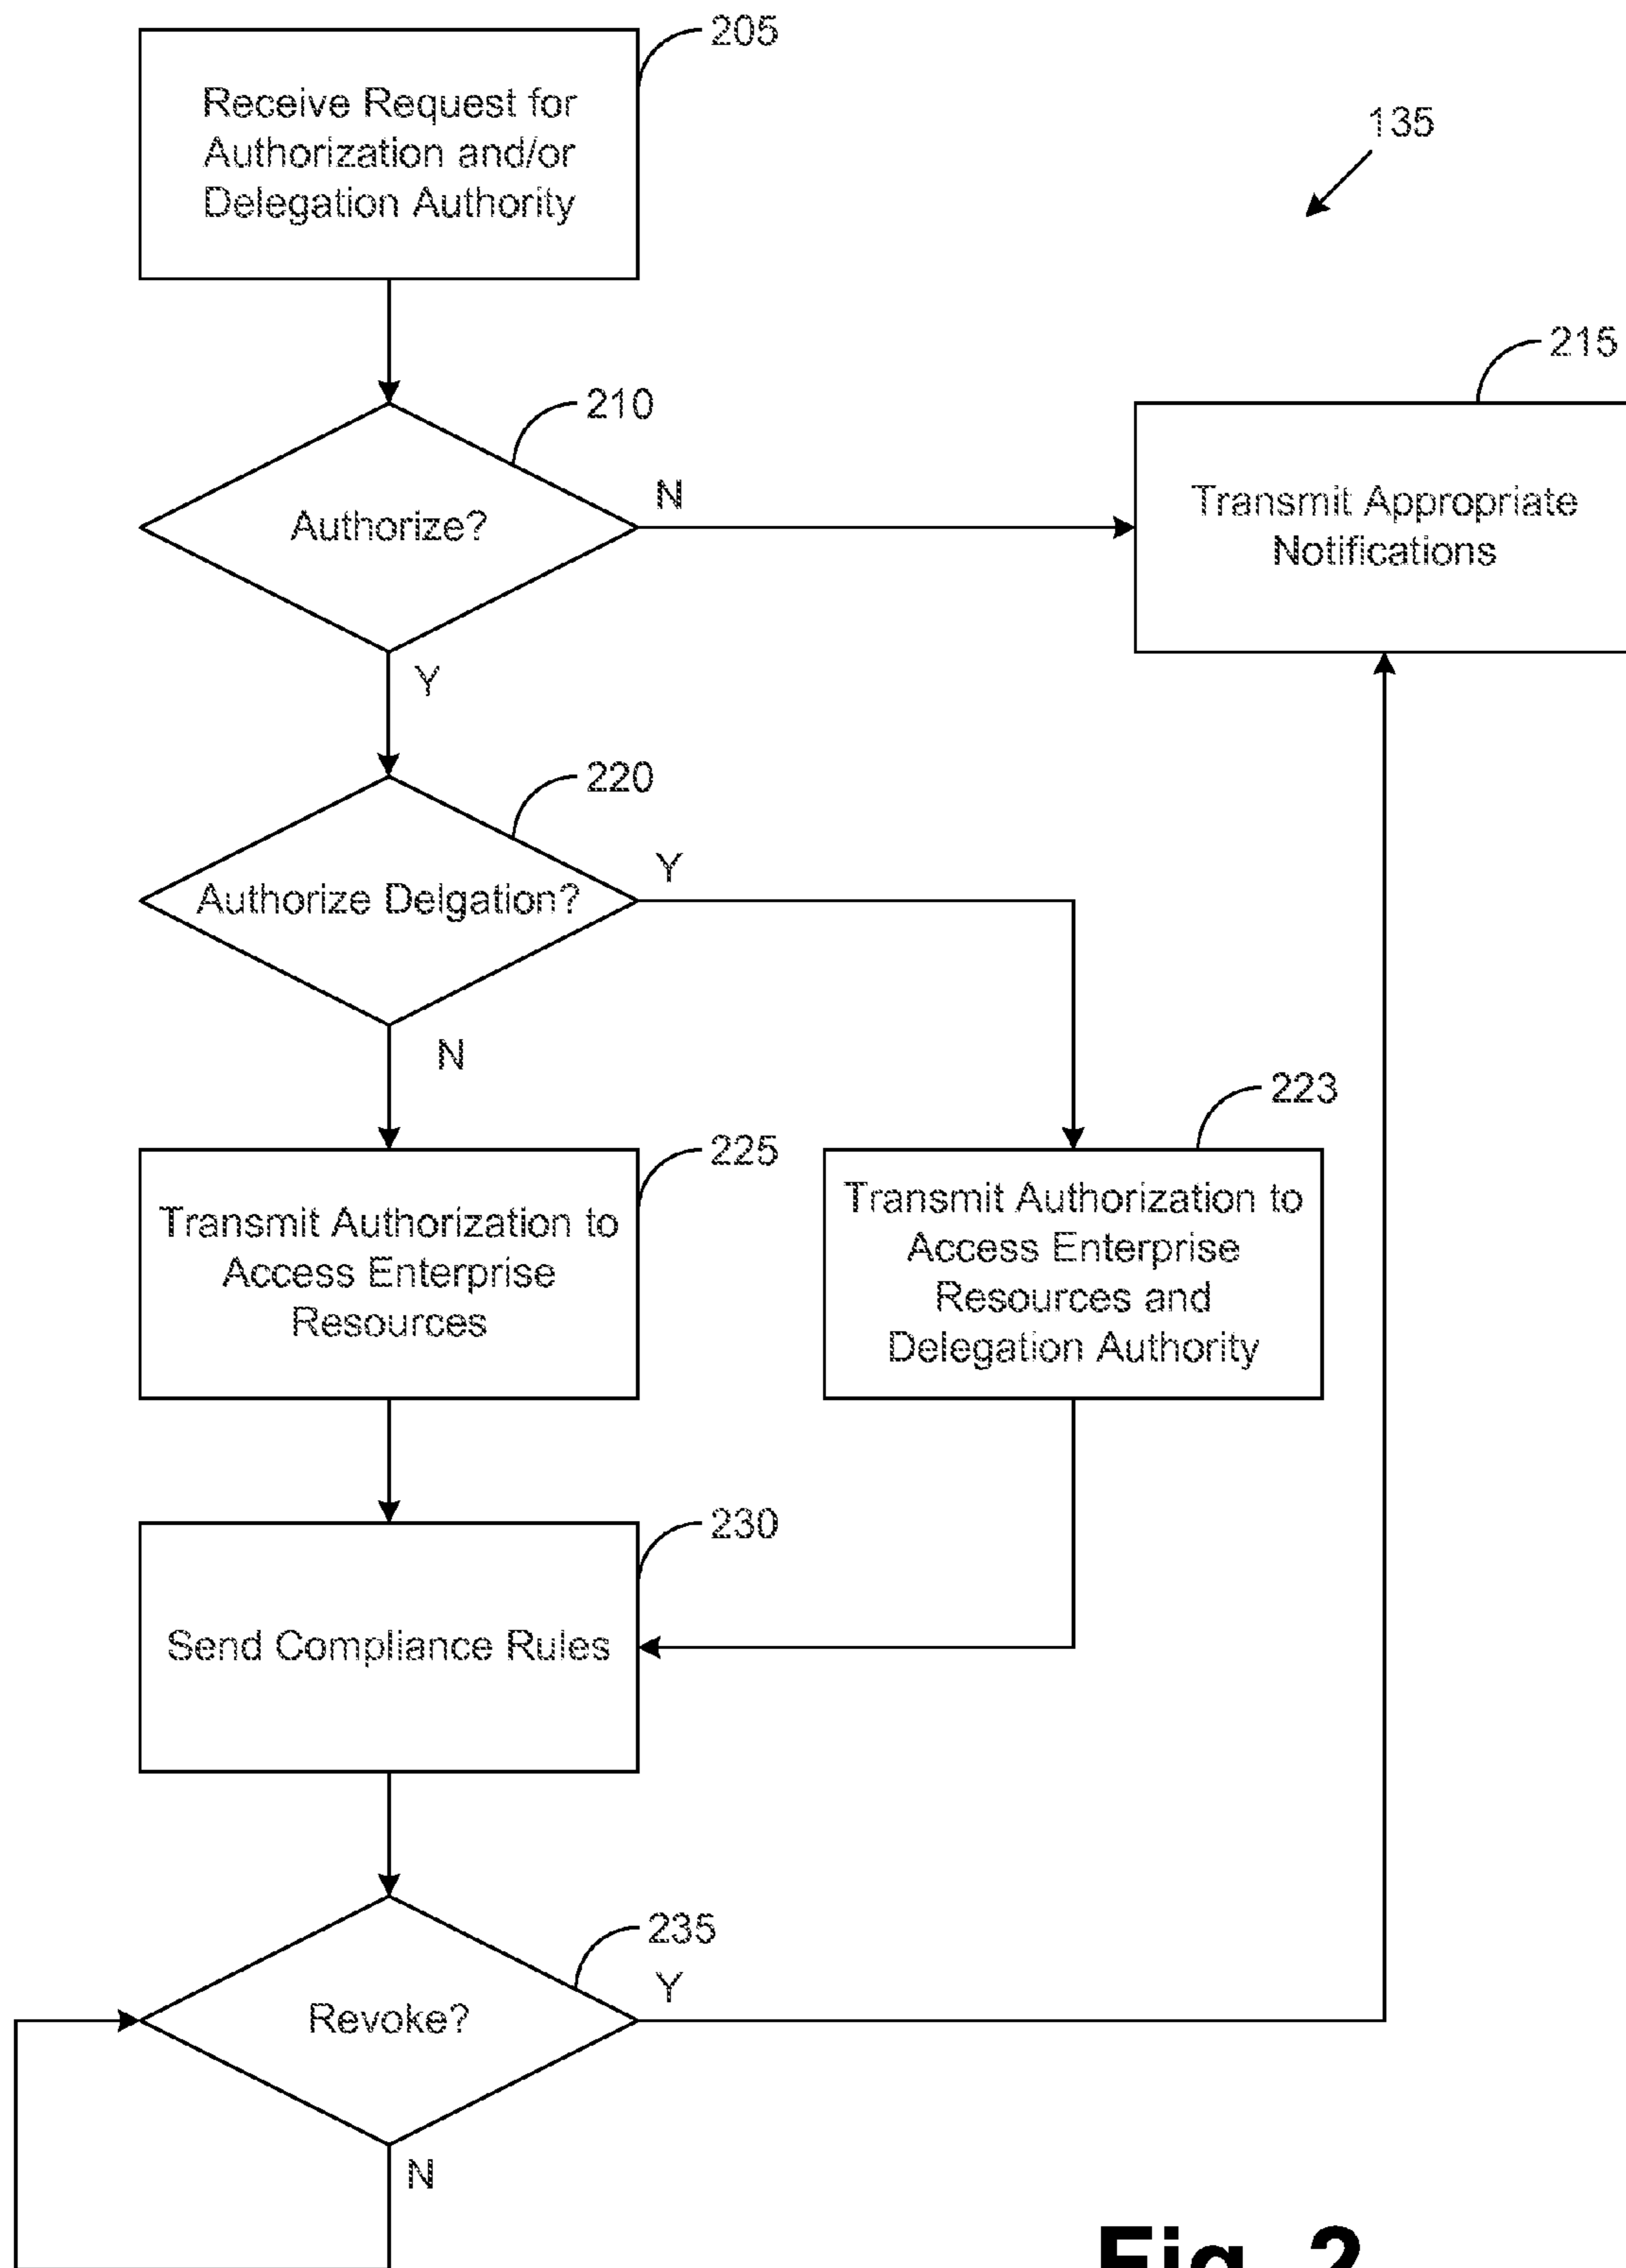 205
Receive Request for
Authorization and/or
Delegation Authority
135
215
210
Authorize?
N
Transmit Appropriate
Notifications
Y
220
Authorize Delgation?
Y
N
223
225
Transmit Authorization to
Access Enterprise
Resources
Transmit Authorization to
Access Enterprise
Resources and
Delegation Authority
230
Send Compliance Rules
235
Revoke?
Y
N
Fig. 2